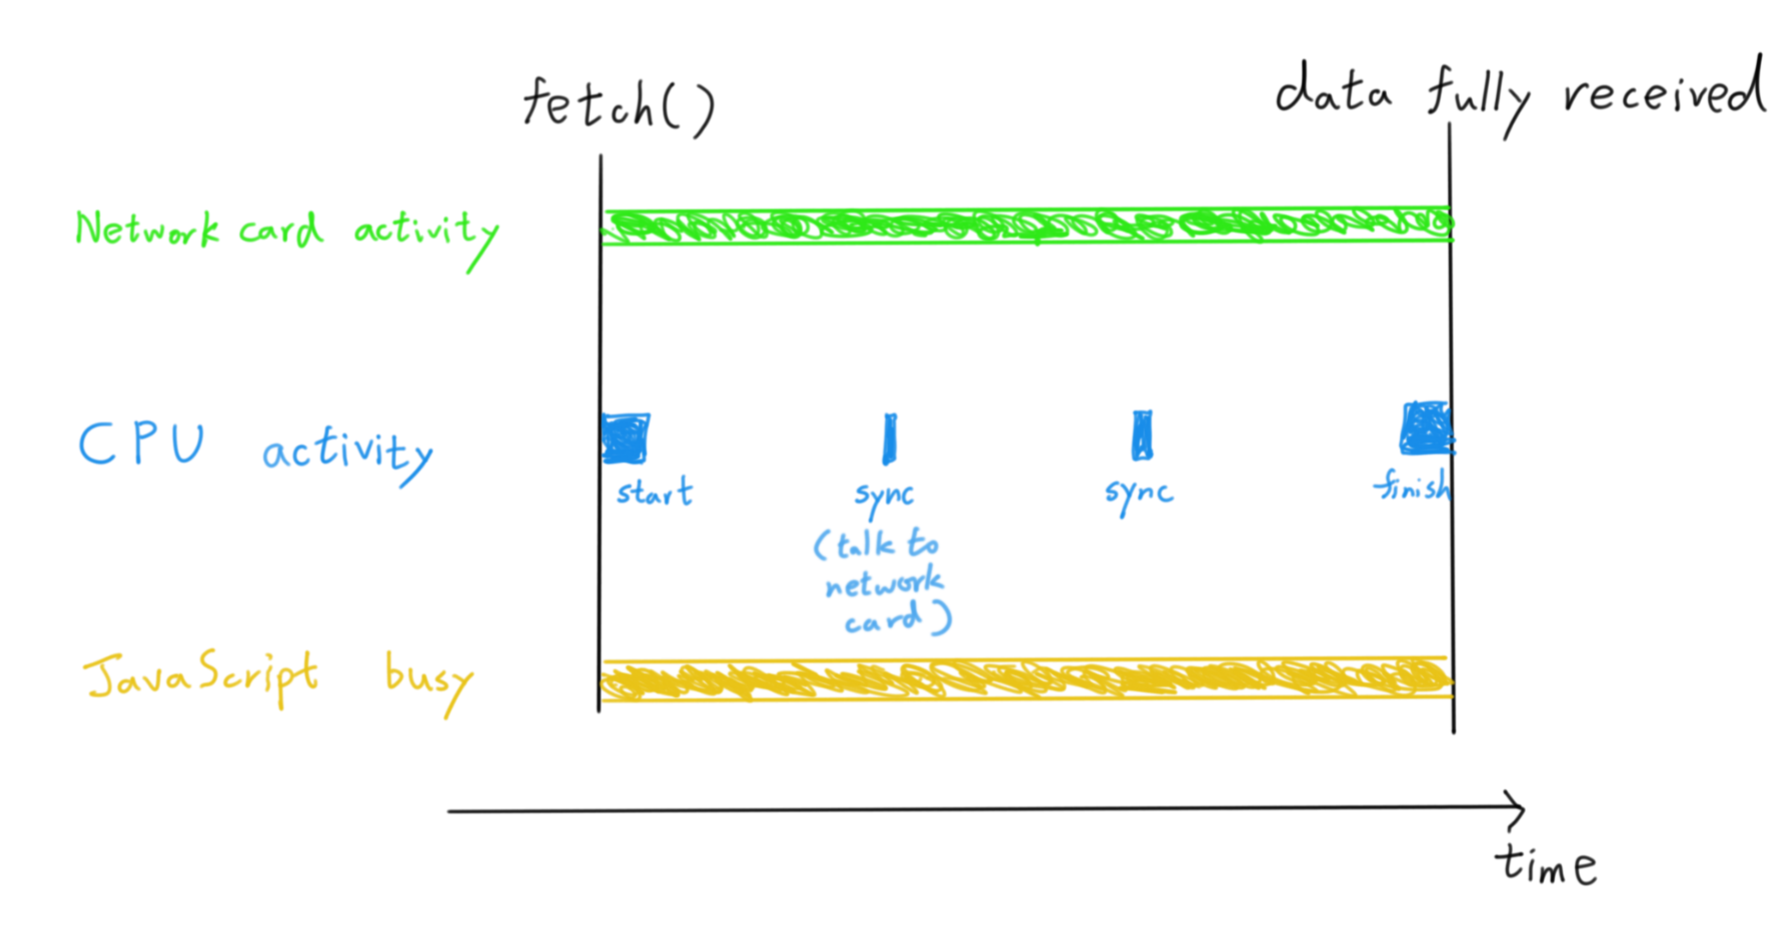 fetch()
data fully received
Network card activity
CPU activity
start
sync
(talk to
network
card)
sync
finish
JavaScript busy
time